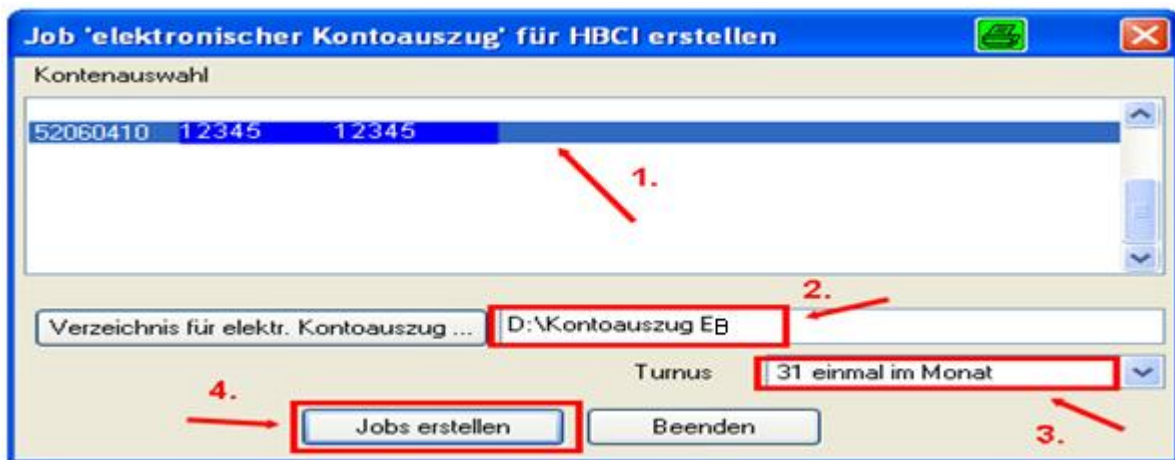 Job 'elektronischer Kontoauszug' für HBCI erstellen
Kontenauswahl
52060410 12345 12345
1.
2.
Verzeichnis für elektr. Kontoauszug ... D:\Kontoauszug EB
Turnus 31 einmal im Monat
4.
Jobs erstellen Beenden
3.